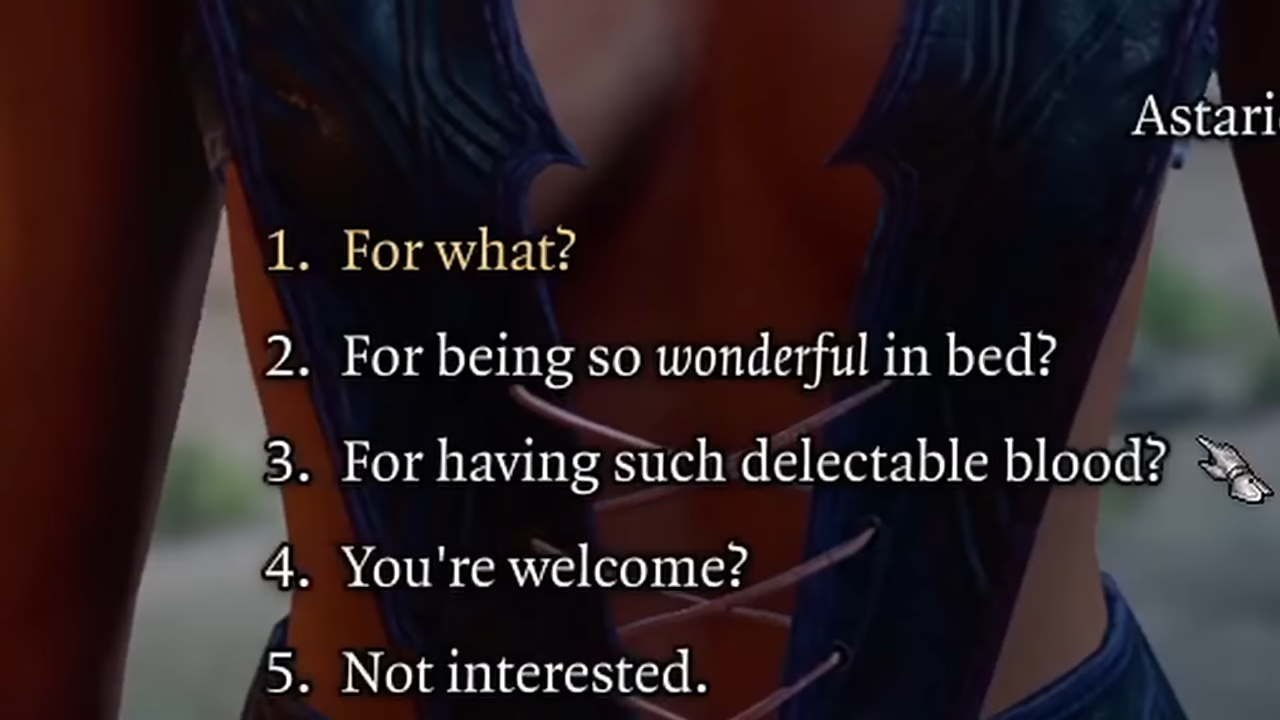 Astari
1. For what?
2. For being so wonderful in bed?
3. For having such delectable blood?
4. You're welcome?
5. Not interested.